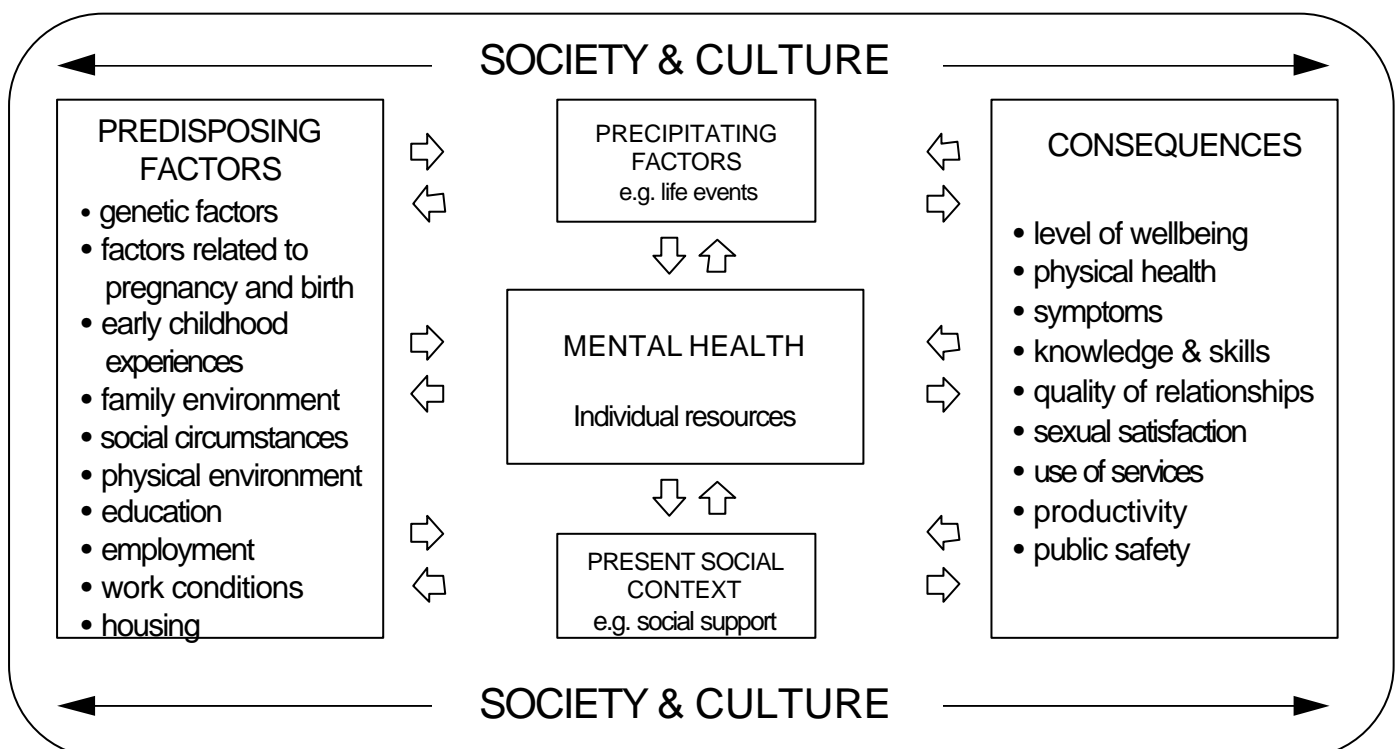 SOCIETY & CULTURE
PREDISPOSING
FACTORS
• genetic factors
• factors related to
pregnancy and birth
• early childhood
experiences
• family environment
• social circumstances
• physical environment
• education
• employment
• work conditions
• housing
PRECIPITATING
FACTORS
e.g. life events
MENTAL HEALTH
Individual resources
PRESENT SOCIAL
CONTEXT
e.g. social support
CONSEQUENCES
• level of wellbeing
• physical health
• symptoms
• knowledge & skills
• quality of relationships
• sexual satisfaction
• use of services
• productivity
• public safety
SOCIETY & CULTURE